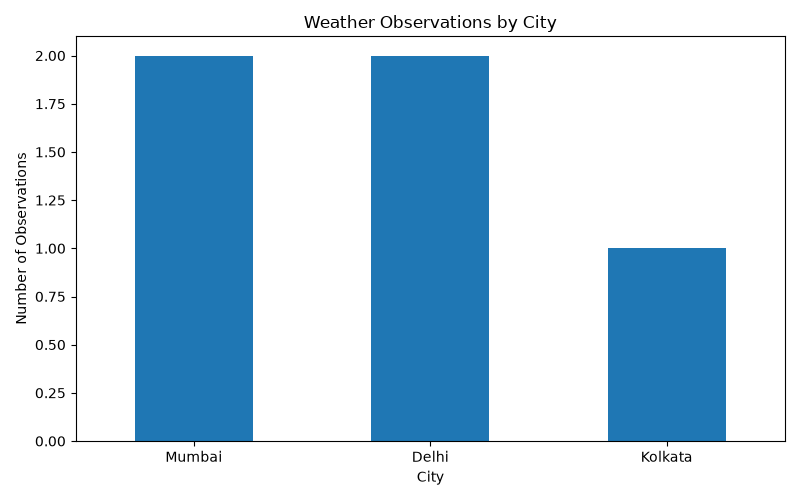 Weather Observations by City
Number of Observations
2.00
1.75
1.50
1.25
1.00
0.75
0.50
0.25
0.00
Mumbai Delhi Kolkata
City